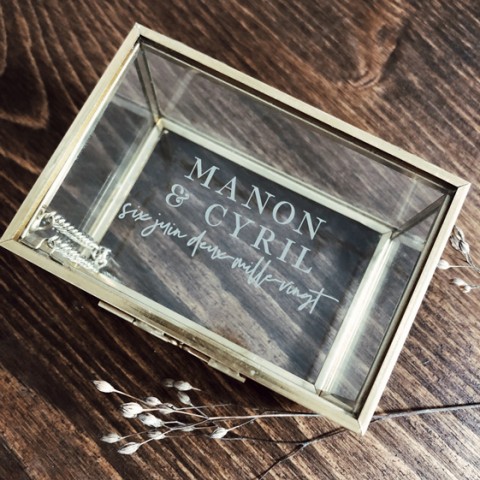 MANON
& CYRIL
six juin deux-mille-vingt